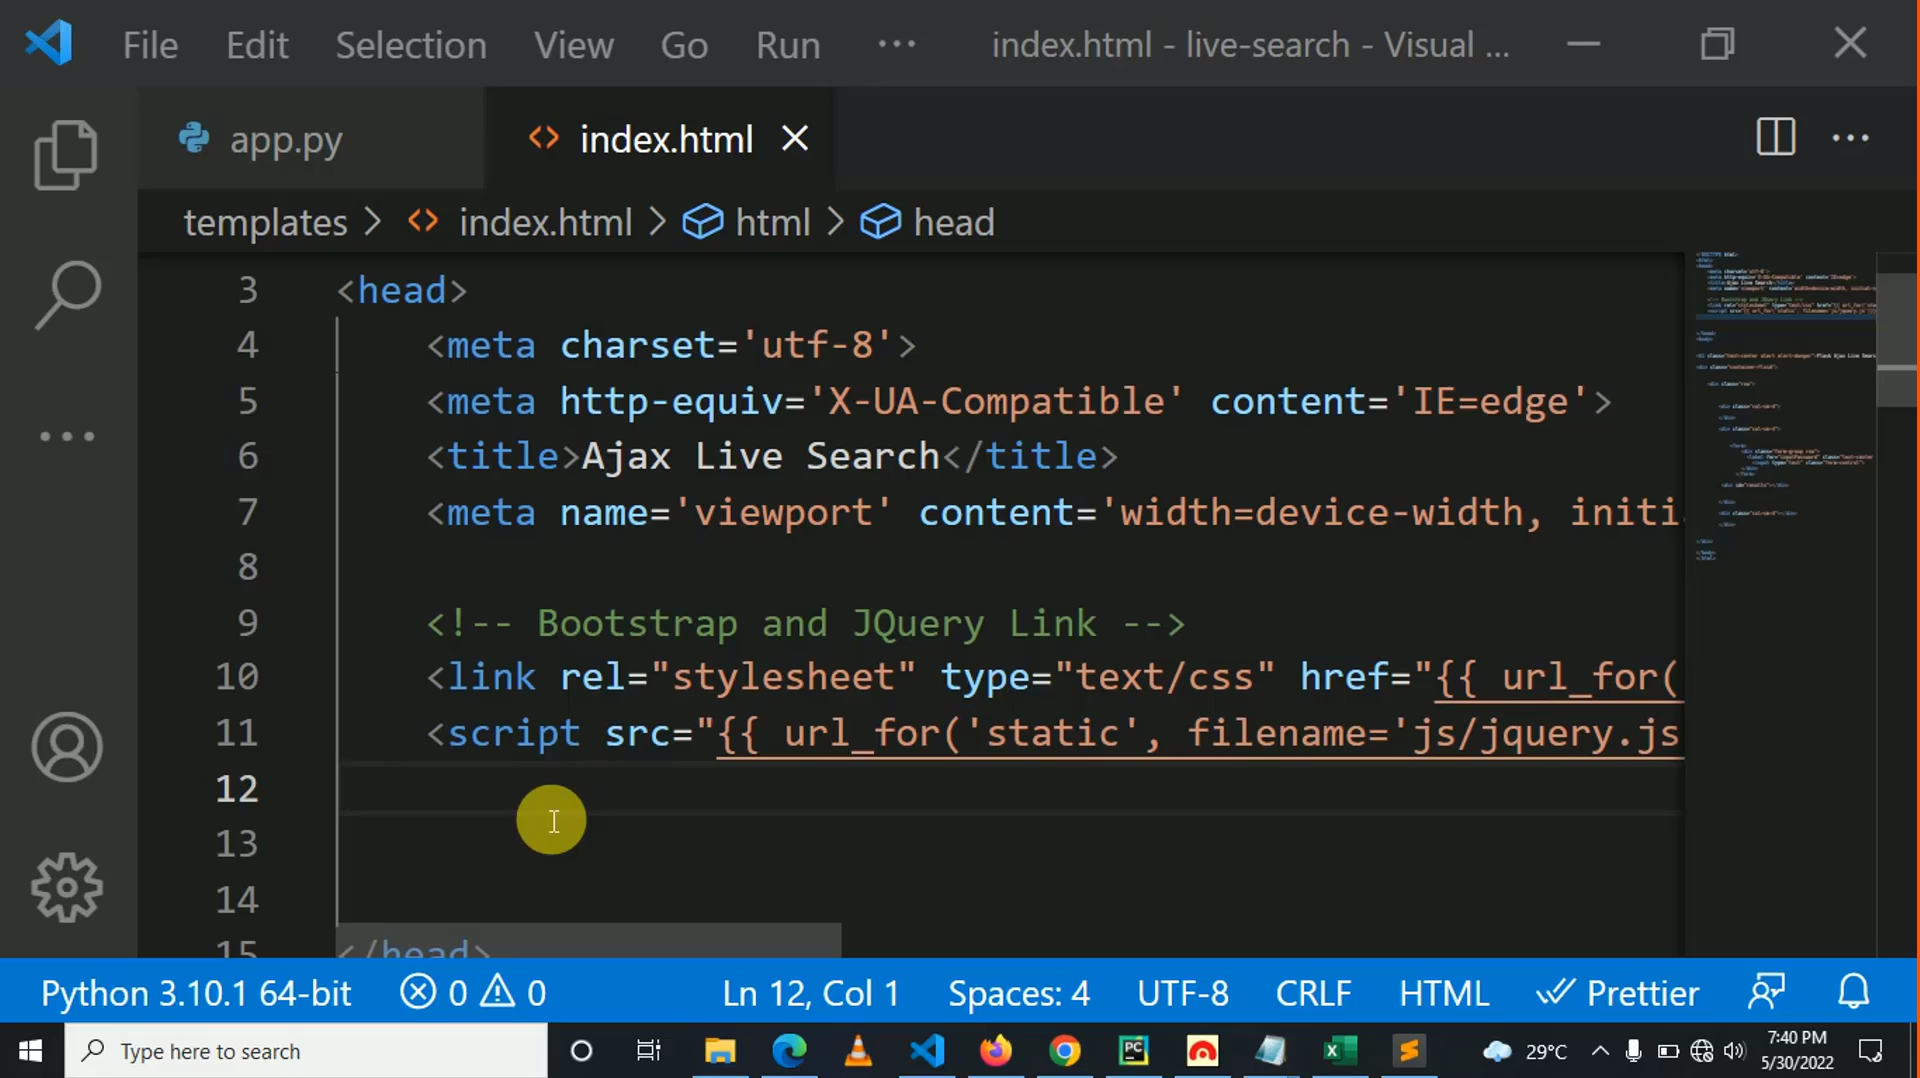 File Edit Selection View Go Run ··· index.html - live-search - Visual ...
app.py index.html
templates > index.html > html > head
3 <head>
4 <meta charset='utf-8'>
5 <meta http-equiv='X-UA-Compatible' content='IE=edge'>
6 <title>Ajax Live Search</title>
7 <meta name='viewport' content='width=device-width, initi
8
9 <!-- Bootstrap and JQuery Link -->
10 <link rel="stylesheet" type="text/css" href="{{ url_for(
11 <script src="{{ url_for('static', filename='js/jquery.js
12
13
14
15 </head>
Python 3.10.1 64-bit 0 0 Ln 12, Col 1 Spaces: 4 UTF-8 CRLF HTML Prettier
Type here to search 29°C 7:40 PM
5/30/2022